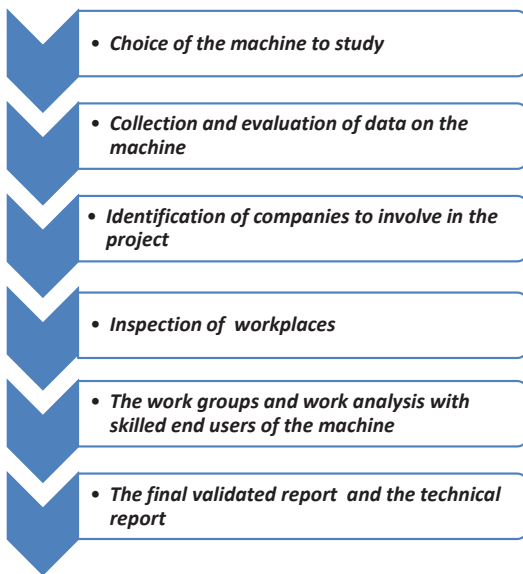 • Choice of the machine to study
• Collection and evaluation of data on the
machine
• Identification of companies to involve in the
project
• Inspection of  workplaces
• The work groups and work analysis with
skilled end users of the machine
• The final validated report  and the technical
report